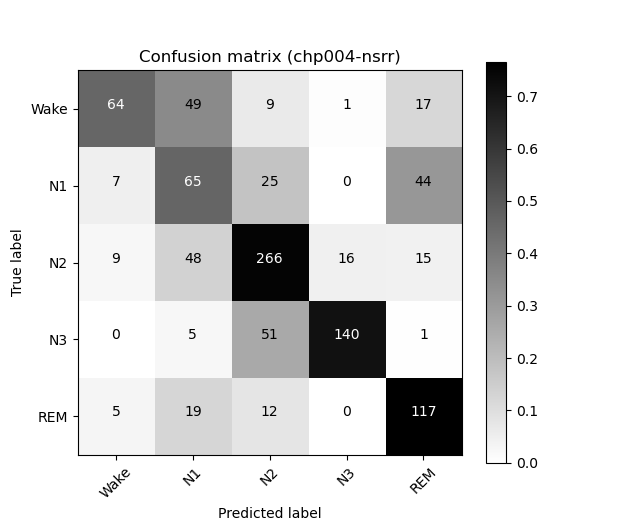 Confusion matrix (chp004-nsrr)
True label
Wake 64 49 9 1 17
N1 7 65 25 0 44
N2 9 48 266 16 15
N3 0 5 51 140 1
REM 5 19 12 0 117
Wake N1 N2 N3 REM
Predicted label
0.7
0.6
0.5
0.4
0.3
0.2
0.1
0.0